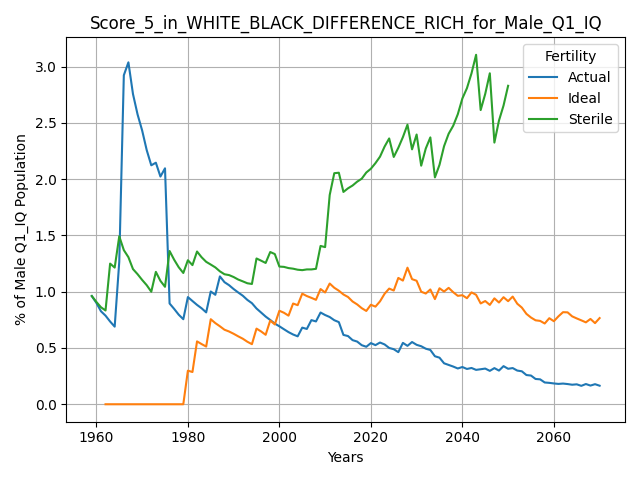 Score_5_in_WHITE_BLACK_DIFFERENCE_RICH_for_Male_Q1_IQ
Fertility
Actual
Ideal
Sterile
% of Male Q1_IQ Population
3.0
2.5
2.0
1.5
1.0
0.5
0.0
1960 1980 2000 2020 2040 2060
Years